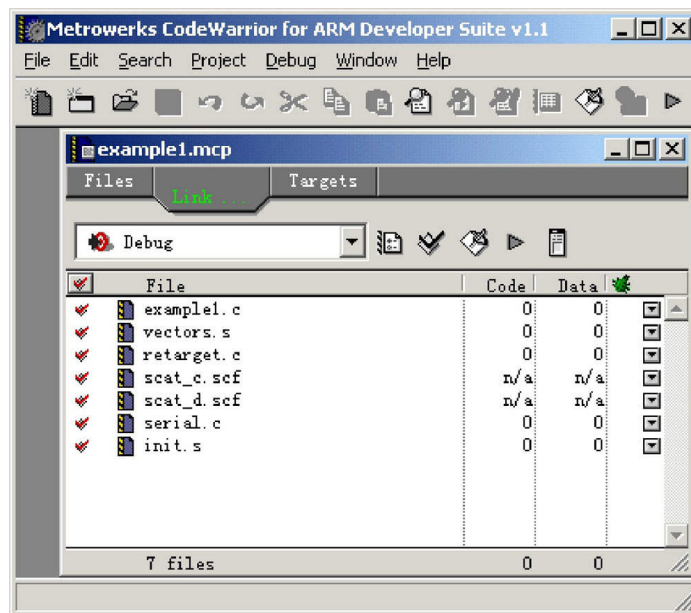 Metrowerks CodeWarrior for ARM Developer Suite v1.1
File Edit Search Project Debug Window Help
example1.mcp
Files Link ... Targets
Debug
File Code Data
example1.c 0 0
vectors.s 0 0
retarget.c 0 0
scat_c.scf n/a n/a
scat_d.scf n/a n/a
serial.c 0 0
init.s 0 0
7 files 0 0